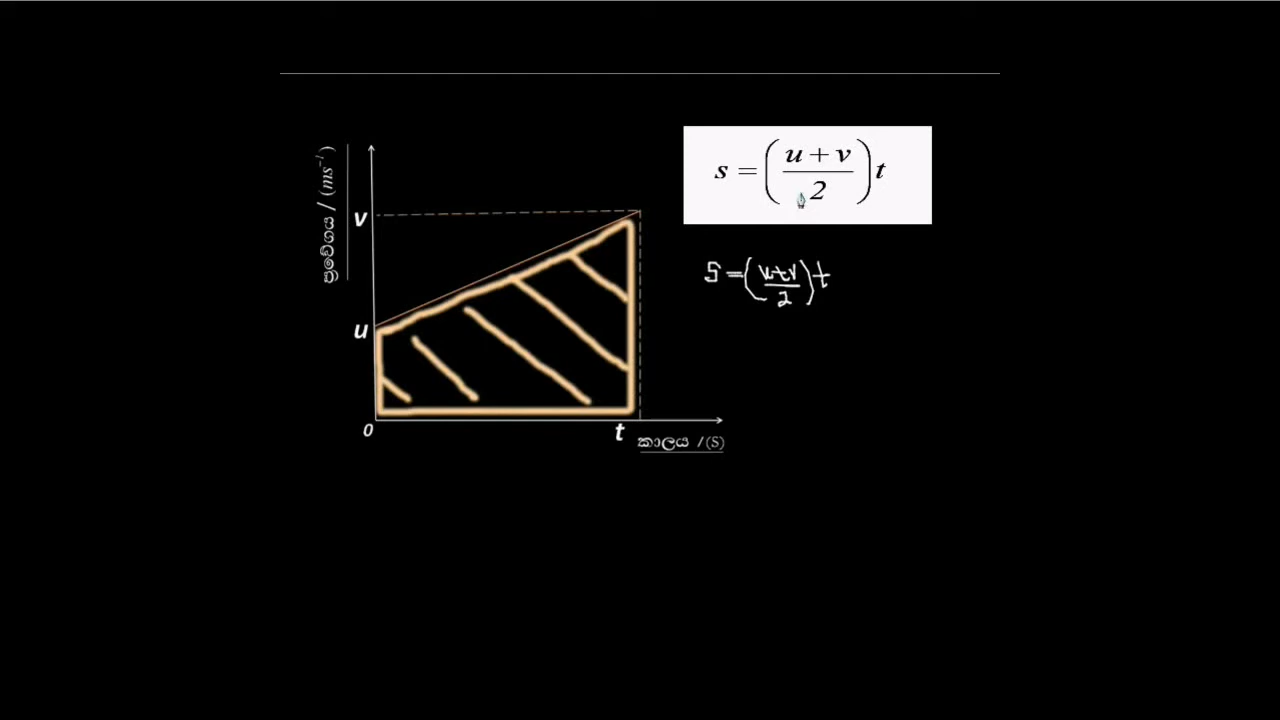 ප්‍රවේගය / (ms⁻¹)
v
u
0
t
කාලය / (S)
s = (u + v / 2) t
S = (u+v / 2) t